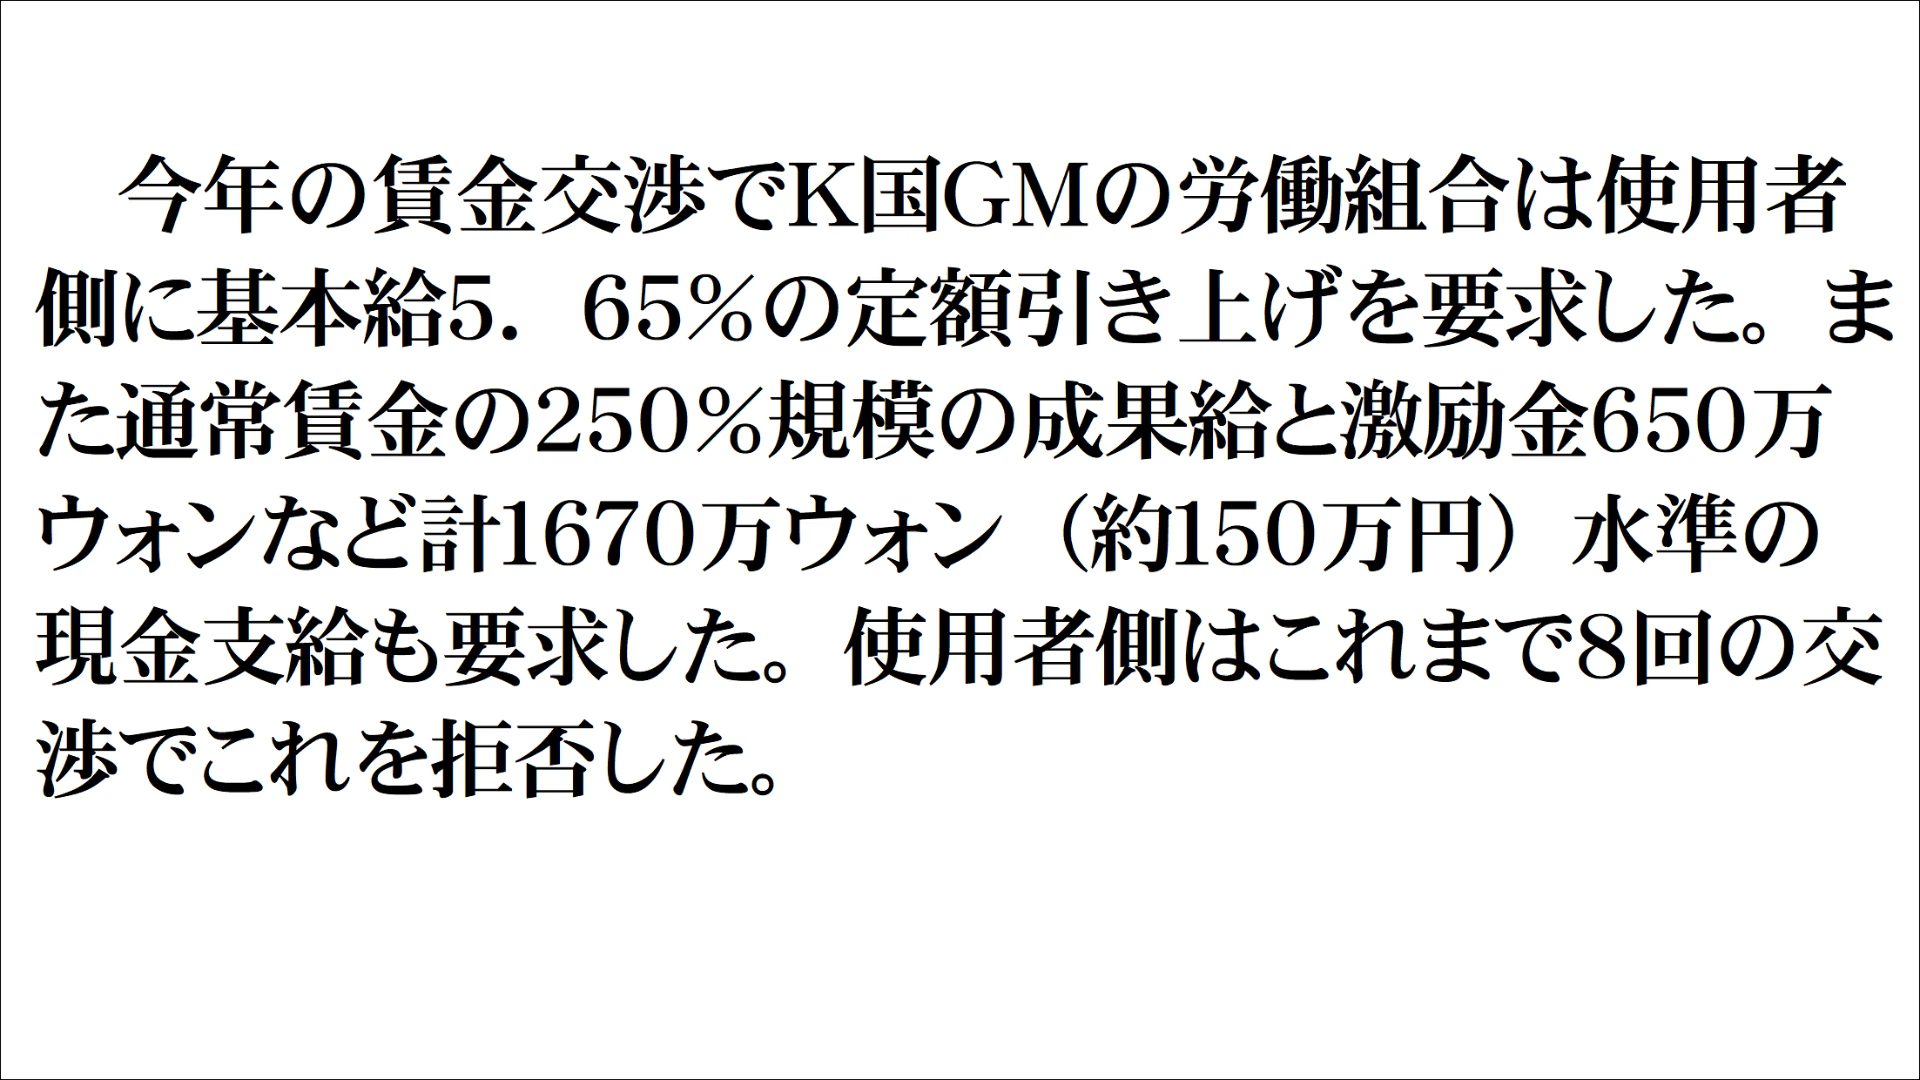 今年の賃金交渉でK国GMの労働組合は使用者
側に基本給5．65％の定額引き上げを要求した。ま
た通常賃金の250％規模の成果給と激励金650万
ウォンなど計1670万ウォン（約150万円）水準の
現金支給も要求した。使用者側はこれまで8回の交
渉でこれを拒否した。